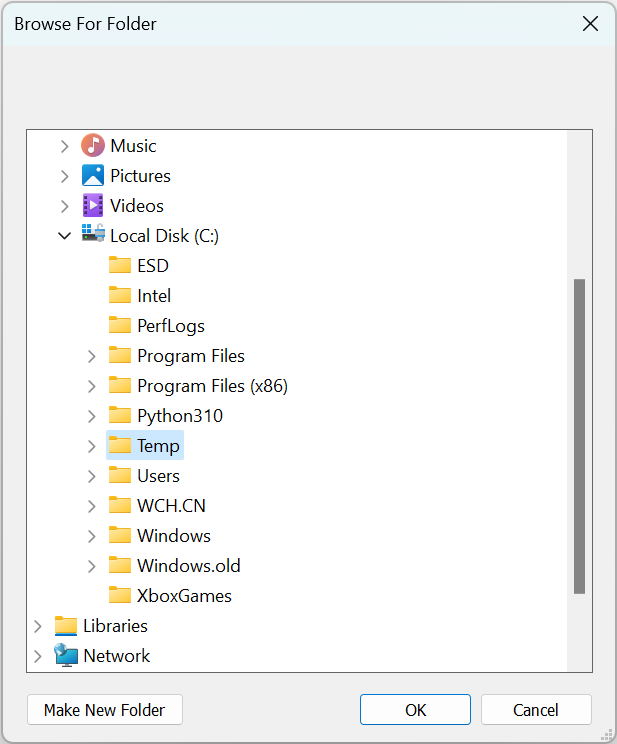 Browse For Folder
Music
Pictures
Videos
Local Disk (C:)
ESD
Intel
PerfLogs
Program Files
Program Files (x86)
Python310
Temp
Users
WCH.CN
Windows
Windows.old
XboxGames
Libraries
Network
Make New Folder
OK
Cancel